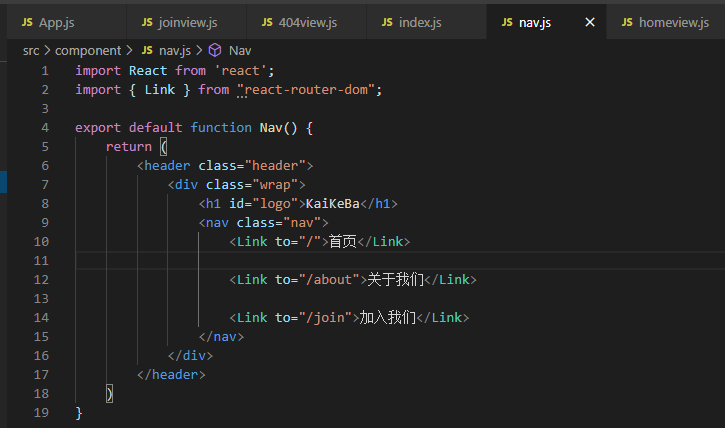 JS App.js JS joinview.js JS 404view.js JS index.js JS nav.js × JS homeview.js
src > component > JS nav.js > Nav
1 import React from 'react';
2 import { Link } from "react-router-dom";
3
4 export default function Nav() {
5     return (
6         <header class="header">
7             <div class="wrap">
8                 <h1 id="logo">KaiKeBa</h1>
9                 <nav class="nav">
10                     <Link to="/">首页</Link>
11
12                     <Link to="/about">关于我们</Link>
13
14                     <Link to="/join">加入我们</Link>
15                 </nav>
16             </div>
17         </header>
18     )
19 }